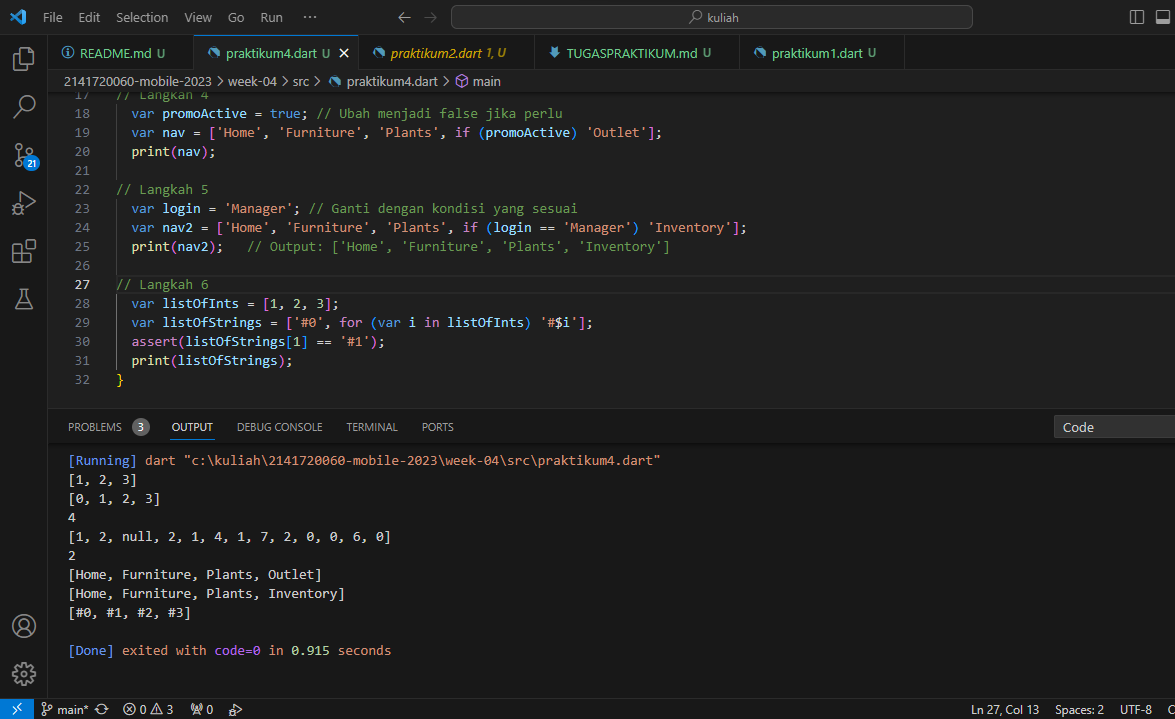 File Edit Selection View Go Run ··· ← → kuliah
README.md U praktikum4.dart U × praktikum2.dart 1, U TUGASPRAKTIKUM.md U praktikum1.dart U
2141720060-mobile-2023 > week-04 > src > praktikum4.dart > main
17 // Langkah 4
18 var promoActive = true; // Ubah menjadi false jika perlu
19 var nav = ['Home', 'Furniture', 'Plants', if (promoActive) 'Outlet'];
20 print(nav);
21
22 // Langkah 5
23 var login = 'Manager'; // Ganti dengan kondisi yang sesuai
24 var nav2 = ['Home', 'Furniture', 'Plants', if (login == 'Manager') 'Inventory'];
25 print(nav2); // Output: ['Home', 'Furniture', 'Plants', 'Inventory']
26
27 // Langkah 6
28 var listOfInts = [1, 2, 3];
29 var listOfStrings = ['#0', for (var i in listOfInts) '#$i'];
30 assert(listOfStrings[1] == '#1');
31 print(listOfStrings);
32 }
21
PROBLEMS 3 OUTPUT DEBUG CONSOLE TERMINAL PORTS Code
[Running] dart "c:\kuliah\2141720060-mobile-2023\week-04\src\praktikum4.dart"
[1, 2, 3]
[0, 1, 2, 3]
4
[1, 2, null, 2, 1, 4, 1, 7, 2, 0, 0, 6, 0]
2
[Home, Furniture, Plants, Outlet]
[Home, Furniture, Plants, Inventory]
[#0, #1, #2, #3]
[Done] exited with code=0 in 0.915 seconds
main* 0 3 0 Ln 27, Col 13 Spaces: 2 UTF-8